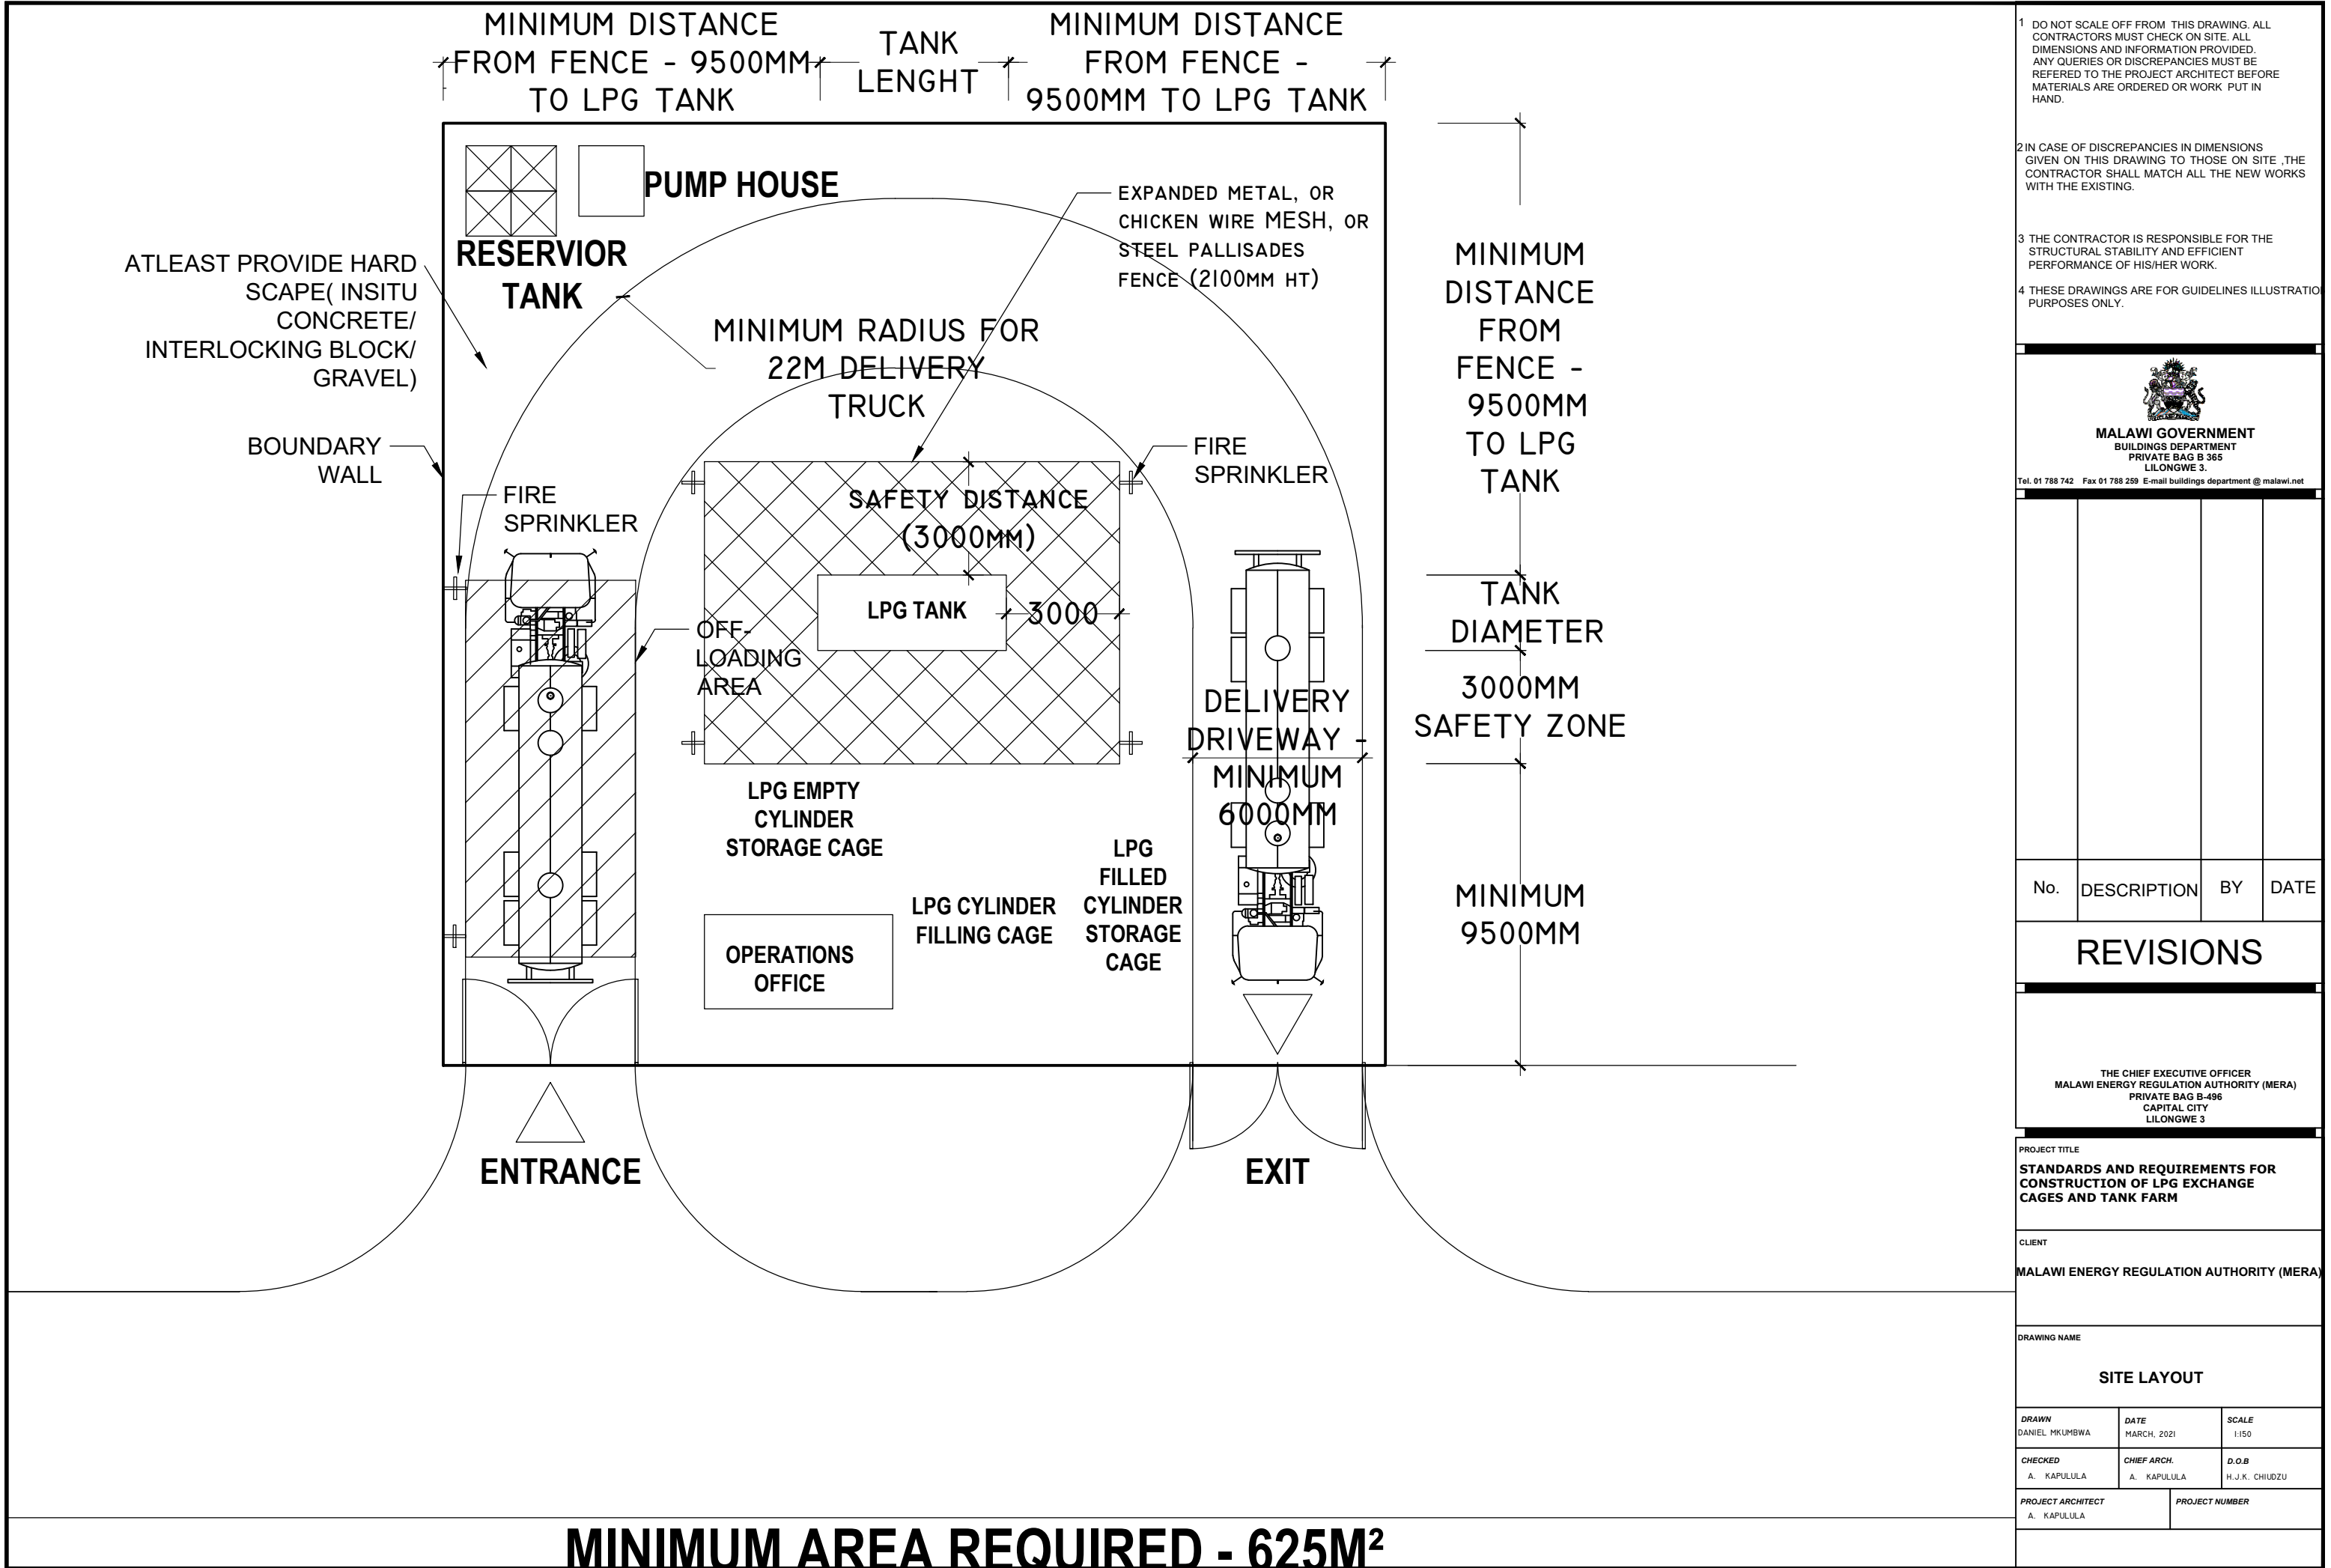 MINIMUM DISTANCE
FROM FENCE - 9500MM
TO LPG TANK
TANK
LENGHT
MINIMUM DISTANCE
FROM FENCE -
9500MM TO LPG TANK
PUMP HOUSE
RESERVIOR
TANK
EXPANDED METAL, OR
CHICKEN WIRE MESH, OR
STEEL PALLISADES
FENCE (2100MM HT)
ATLEAST PROVIDE HARD
SCAPE( INSITU
CONCRETE/
INTERLOCKING BLOCK/
GRAVEL)
MINIMUM RADIUS FOR
22M DELIVERY
TRUCK
BOUNDARY
WALL
FIRE
SPRINKLER
FIRE
SPRINKLER
SAFETY DISTANCE
(3000MM)
LPG TANK
3000
OFF-
LOADING
AREA
DELIVERY
DRIVEWAY -
MINIMUM
6000MM
LPG EMPTY
CYLINDER
STORAGE CAGE
LPG CYLINDER
FILLING CAGE
LPG
FILLED
CYLINDER
STORAGE
CAGE
OPERATIONS
OFFICE
ENTRANCE
EXIT
MINIMUM
DISTANCE
FROM
FENCE -
9500MM
TO LPG
TANK
TANK
DIAMETER
3000MM
SAFETY ZONE
MINIMUM
9500MM
MINIMUM AREA REQUIRED - 625M²
1 DO NOT SCALE OFF FROM THIS DRAWING. ALL
CONTRACTORS MUST CHECK ON SITE. ALL
DIMENSIONS AND INFORMATION PROVIDED.
ANY QUERIES OR DISCREPANCIES MUST BE
REFERED TO THE PROJECT ARCHITECT BEFORE
MATERIALS ARE ORDERED OR WORK PUT IN
HAND.
2 IN CASE OF DISCREPANCIES IN DIMENSIONS
GIVEN ON THIS DRAWING TO THOSE ON SITE ,THE
CONTRACTOR SHALL MATCH ALL THE NEW WORKS
WITH THE EXISTING.
3 THE CONTRACTOR IS RESPONSIBLE FOR THE
STRUCTURAL STABILITY AND EFFICIENT
PERFORMANCE OF HIS/HER WORK.
4 THESE DRAWINGS ARE FOR GUIDELINES ILLUSTRATIO
PURPOSES ONLY.
MALAWI GOVERNMENT
BUILDINGS DEPARTMENT
PRIVATE BAG B 365
LILONGWE 3.
Tel. 01 788 742 Fax 01 788 259 E-mail buildings department @ malawi.net
No. DESCRIPTION BY DATE
REVISIONS
THE CHIEF EXECUTIVE OFFICER
MALAWI ENERGY REGULATION AUTHORITY (MERA)
PRIVATE BAG B-496
CAPITAL CITY
LILONGWE 3
PROJECT TITLE
STANDARDS AND REQUIREMENTS FOR
CONSTRUCTION OF LPG EXCHANGE
CAGES AND TANK FARM
CLIENT
MALAWI ENERGY REGULATION AUTHORITY (MERA)
DRAWING NAME
SITE LAYOUT
DRAWN DATE SCALE
DANIEL MKUMBWA MARCH, 2021 1:150
CHECKED CHIEF ARCH. D.O.B
A. KAPULULA A. KAPULULA H.J.K. CHIUDZU
PROJECT ARCHITECT PROJECT NUMBER
A. KAPULULA